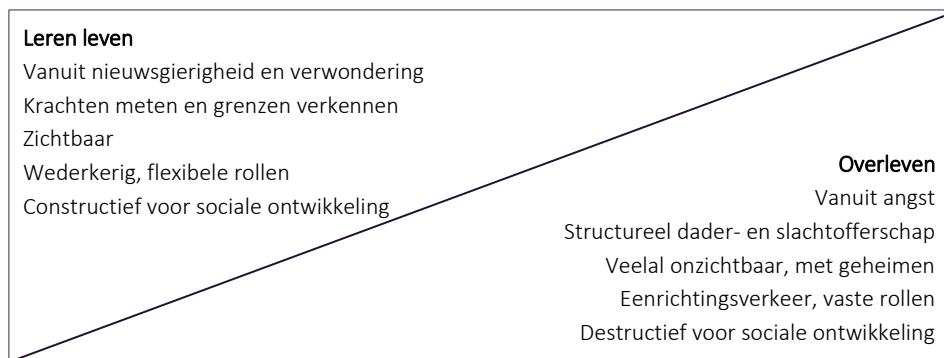 Leren leven
Vanuit nieuwsgierigheid en verwondering
Krachten meten en grenzen verkennen
Zichtbaar
Wederkerig, flexibele rollen
Constructief voor sociale ontwikkeling
Overleven
Vanuit angst
Structureel dader- en slachtofferschap
Veelal onzichtbaar, met geheimen
Eenrichtingsverkeer, vaste rollen
Destructief voor sociale ontwikkeling